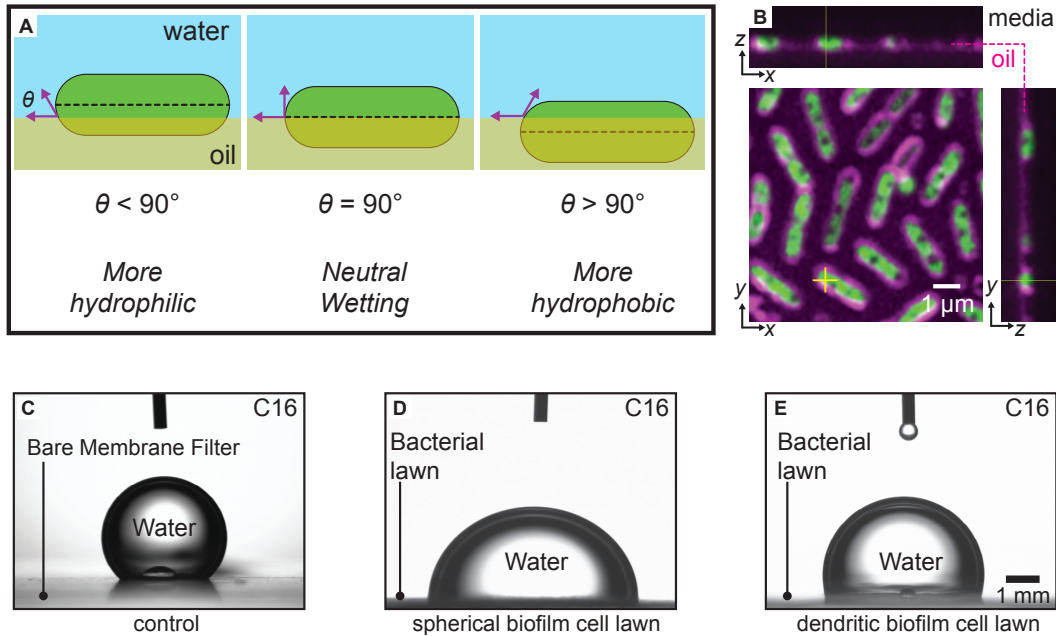 A
water
θ
oil
θ < 90°
θ = 90°
θ > 90°
More
hydrophilic
Neutral
Wetting
More
hydrophobic
B
media
z
x
oil
y
x
1 µm
y
z
C
C16
Bare Membrane Filter
Water
control
D
C16
Bacterial
lawn
Water
spherical biofilm cell lawn
E
C16
Bacterial
lawn
Water
1 mm
dendritic biofilm cell lawn